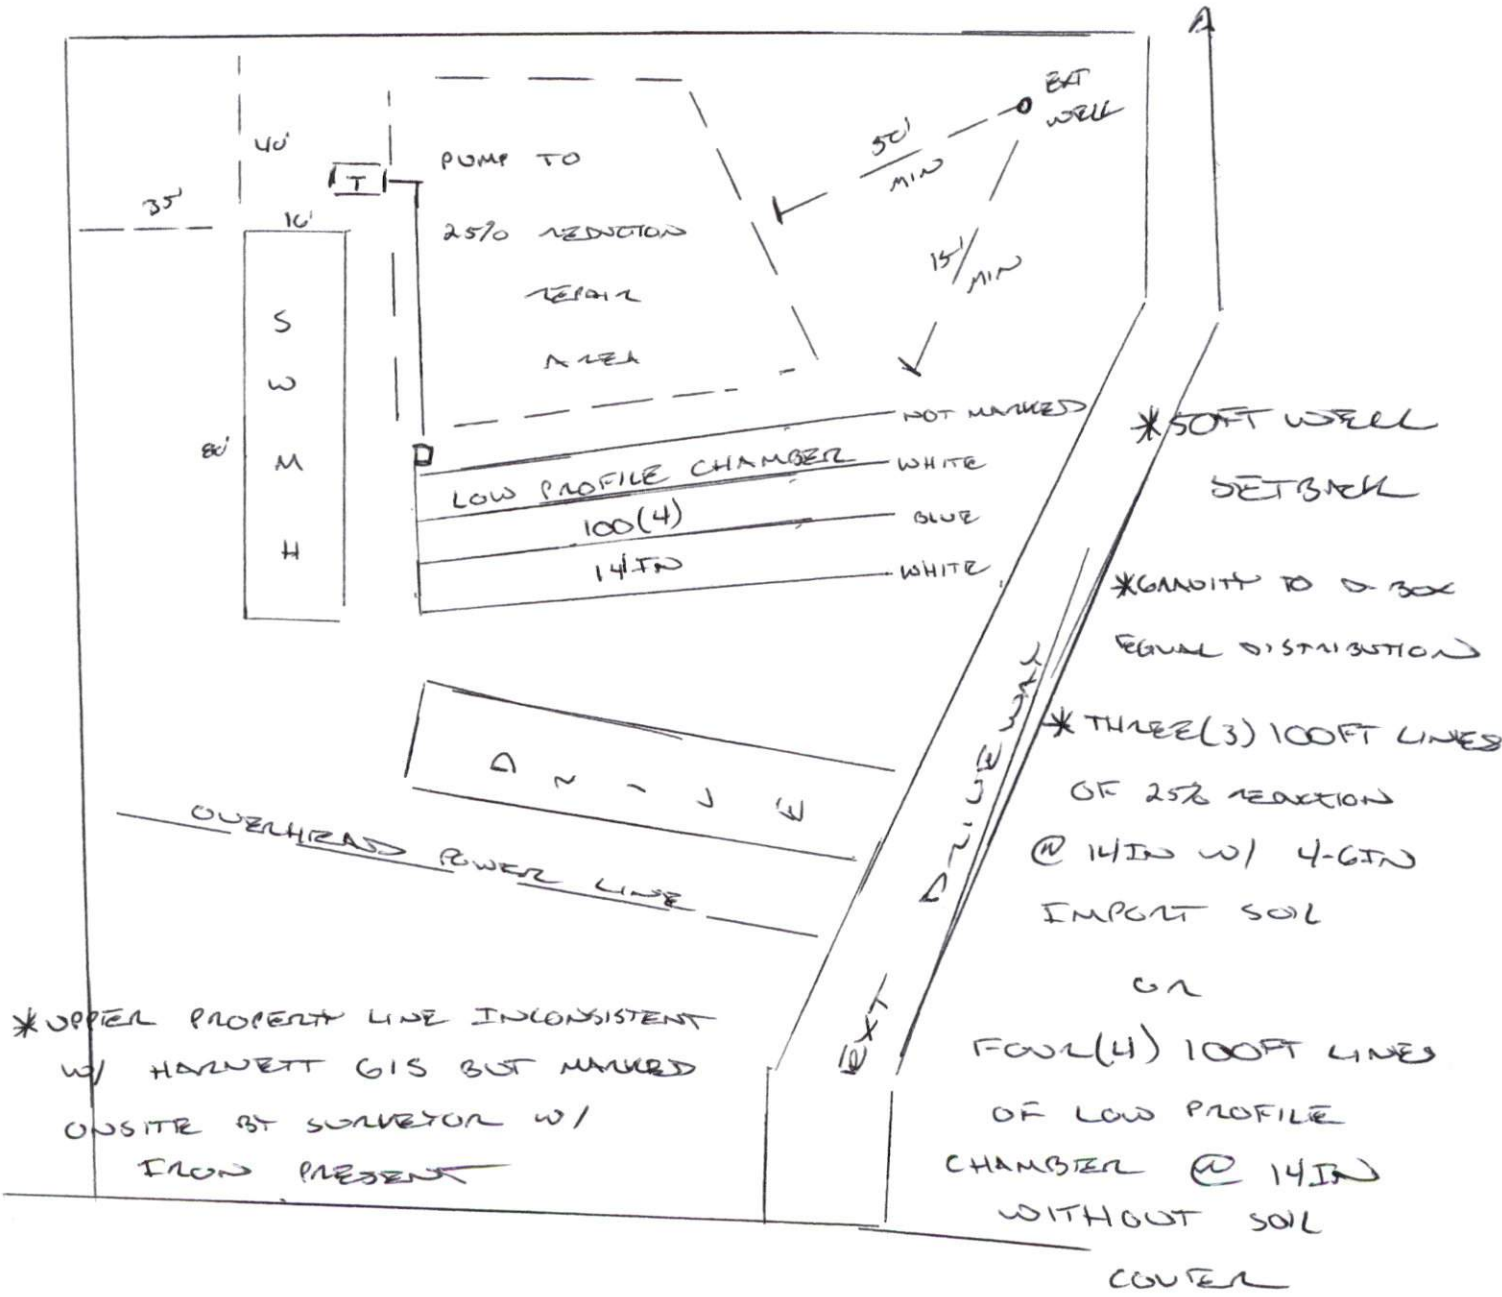 EXT
WELL
50'
MIN
40'
T
PUMP TO
35'
16'
25% REDUCTION
15'
MIN
REPAIR
AREA
S
W
M
H
80'
NOT MARKED
LOW PROFILE CHAMBER
WHITE
100(4)
BLUE
14IN
WHITE
DRIVE
OVERHEAD POWER LINE
EXT DRIVEWAY
*UPPER PROPERTY LINE INCONSISTENT
W/ HARNETT GIS BUT MARKED
ONSITE BY SURVEYOR W/
IRON PRESENT
WELL
SETBACK
*GRAVITY TO D-BOX
EQUAL DISTRIBUTION
*THREE(3) 100FT LINES
OF 25% REDUCTION
@ 14IN W/ 4-6IN
IMPORT SOIL
OR
FOUR(4) 100FT LINES
OF LOW PROFILE
CHAMBER @ 14IN
WITHOUT SOIL
COVER